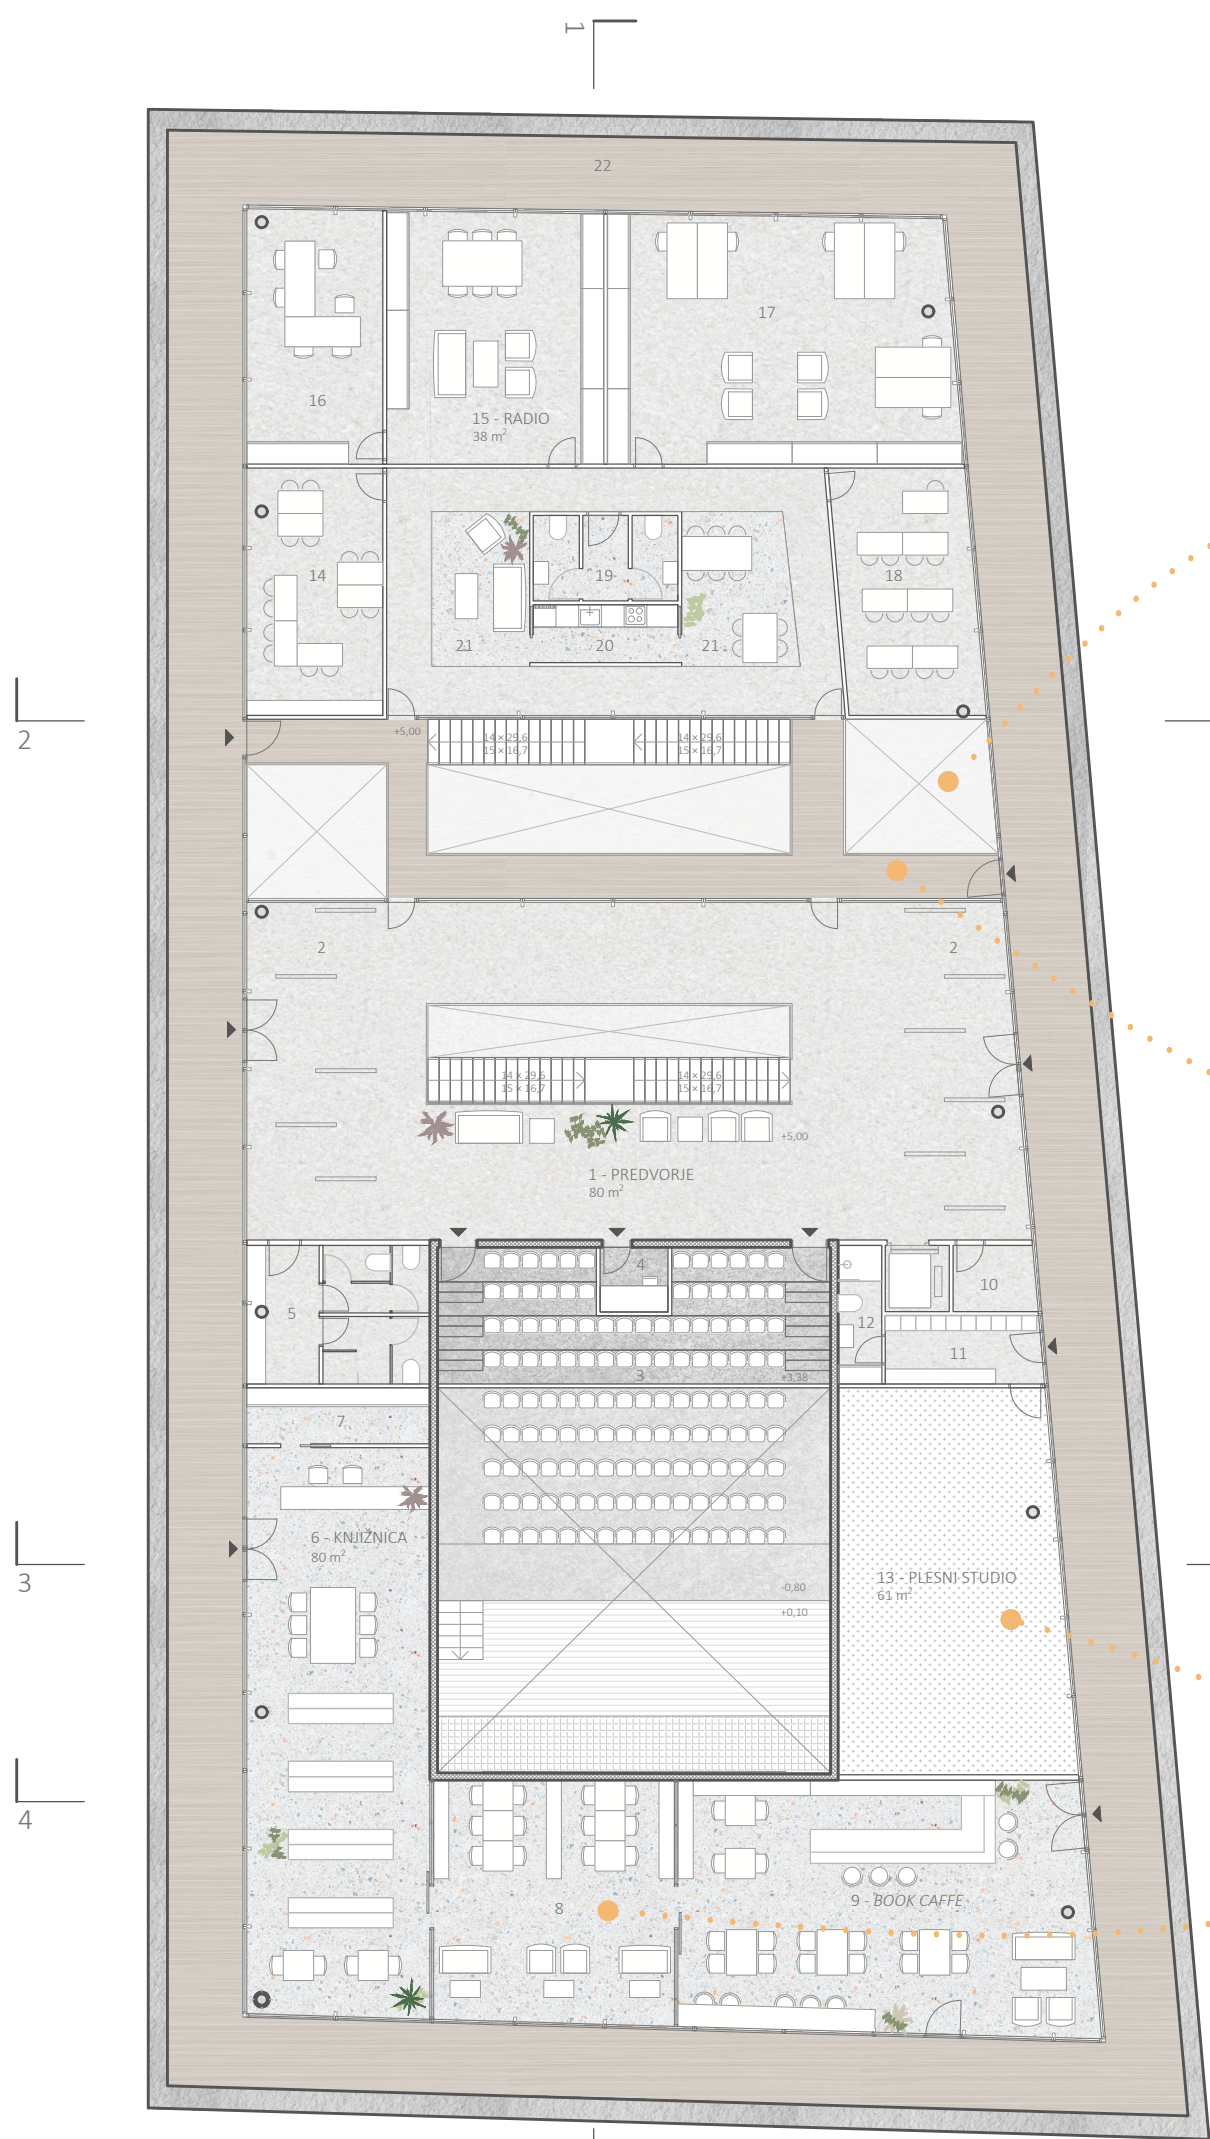 1
22
17
16
15 - RADIO
38 m²
14
19
18
21
20
21
2
+5,00
14 × 29,6
15 × 16,7
14 × 29,6
15 × 16,7
2
2
14 × 29,6
15 × 16,7
14 × 29,6
15 × 16,7
+5,00
1 - PREDVORJE
80 m²
4
10
5
12
11
3
+3,38
7
6 - KNJIŽNICA
80 m²
3
13 - PLESNI STUDIO
61 m²
-0,80
+0,10
4
9 - BOOK CAFFE
8